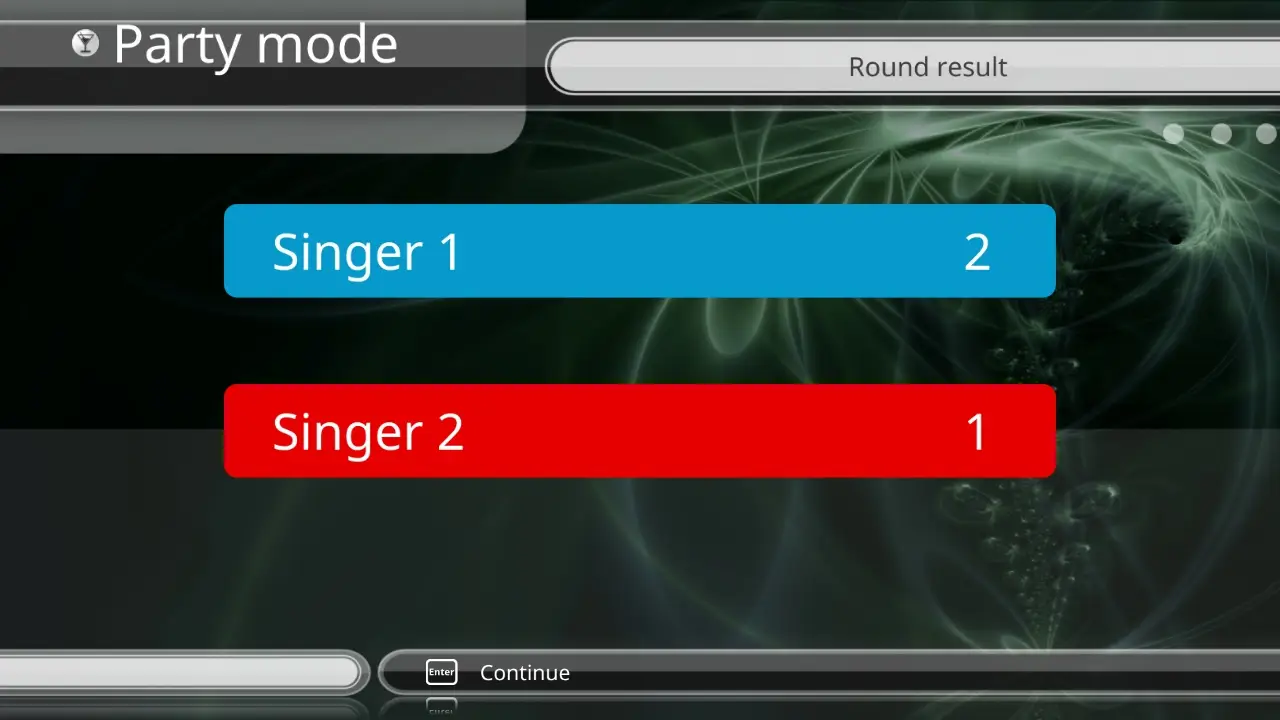 Party mode
Round result
Singer 1 2
Singer 2 1
Enter Continue